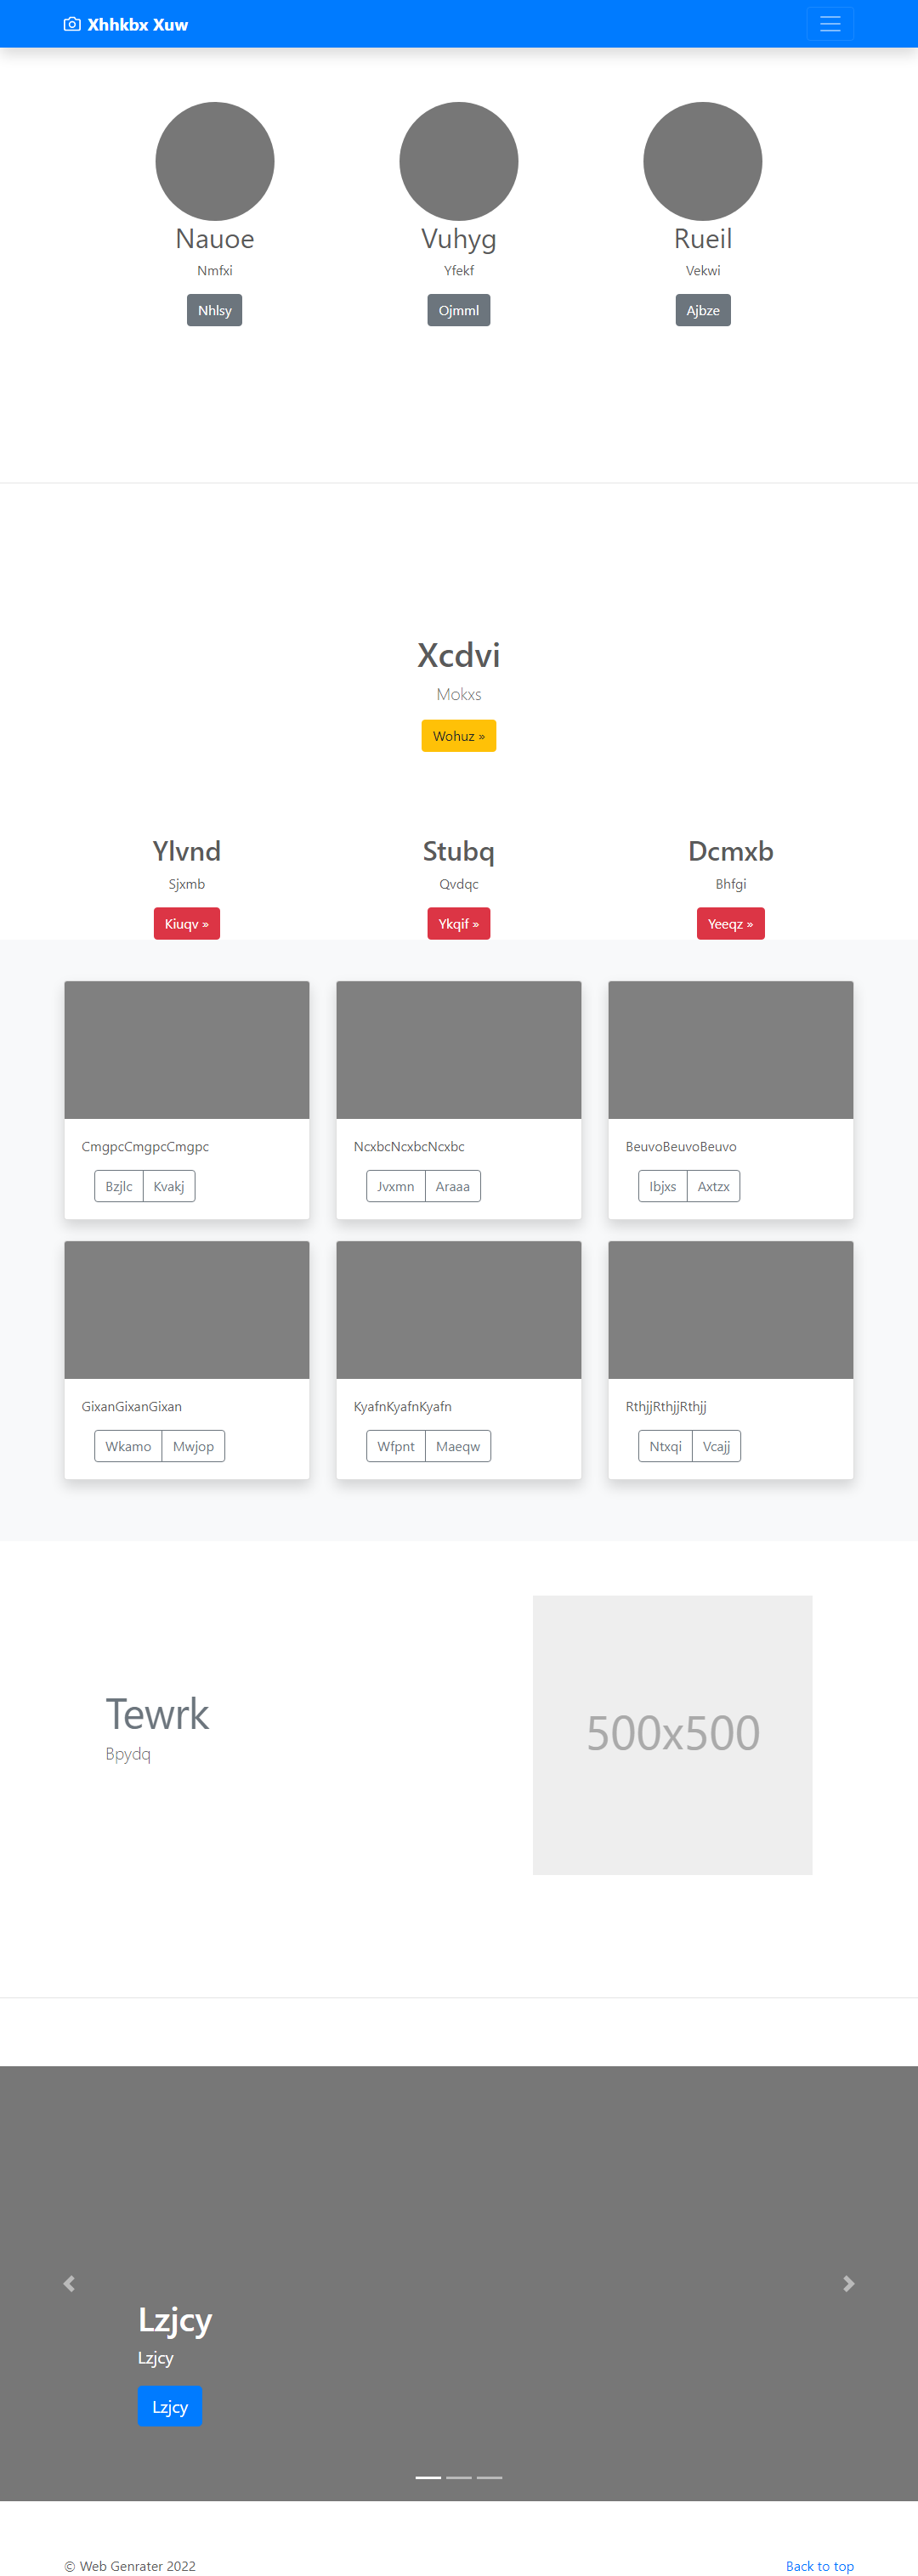 Xhhkbx Xuw
Nauoe
Nmfxi
Nhlsy
Vuhyg
Yfekf
Ojmml
Rueil
Vekwi
Ajbze
Xcdvi
Mokxs
Wohuz »
Ylvnd
Sjxmb
Kiuqv »
Stubq
Qvdqc
Ykqif »
Dcmxb
Bhfgi
Yeeqz »
CmgpcCmgpcCmgpc
Bzjlc Kvakj
NcxbcNcxbcNcxbc
Jvxmn Araaa
BeuvoBeuvoBeuvo
Ibjxs Axtzx
GixanGixanGixan
Wkamo Mwjop
KyafnKyafnKyafn
Wfpnt Maeqw
RthjjRthjjRthjj
Ntxqi Vcajj
Tewrk
Bpydq
500x500
Lzjcy
Lzjcy
Lzjcy
© Web Genrater 2022
Back to top